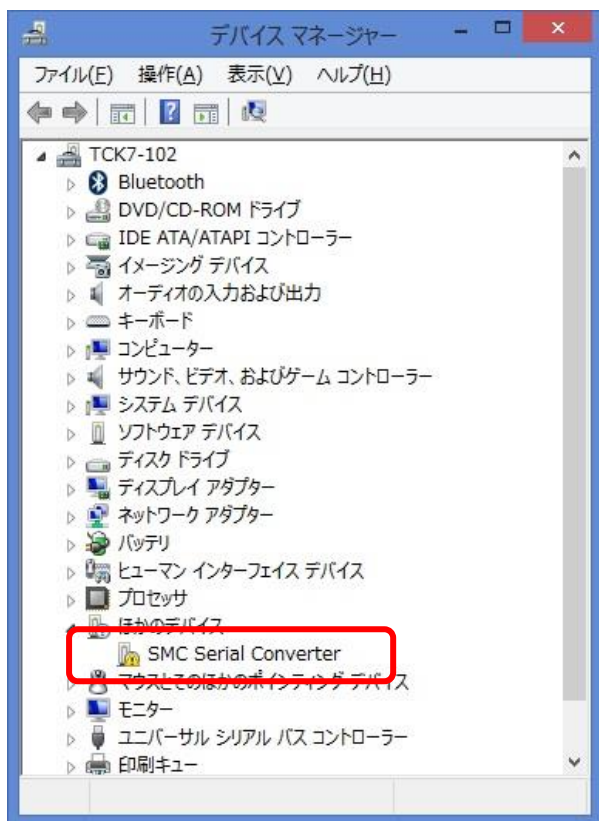 デバイス マネージャー
ファイル(F) 操作(A) 表示(V) ヘルプ(H)
TCK7-102
Bluetooth
DVD/CD-ROM ドライブ
IDE ATA/ATAPI コントローラー
イメージング デバイス
オーディオの入力および出力
キーボード
コンピューター
サウンド、ビデオ、およびゲーム コントローラー
システム デバイス
ソフトウェア デバイス
ディスク ドライブ
ディスプレイ アダプター
ネットワーク アダプター
バッテリ
ヒューマン インターフェイス デバイス
プロセッサ
ほかのデバイス
SMC Serial Converter
マウスとそのほかのポインティング デバイス
モニター
ユニバーサル シリアル バス コントローラー
印刷キュー